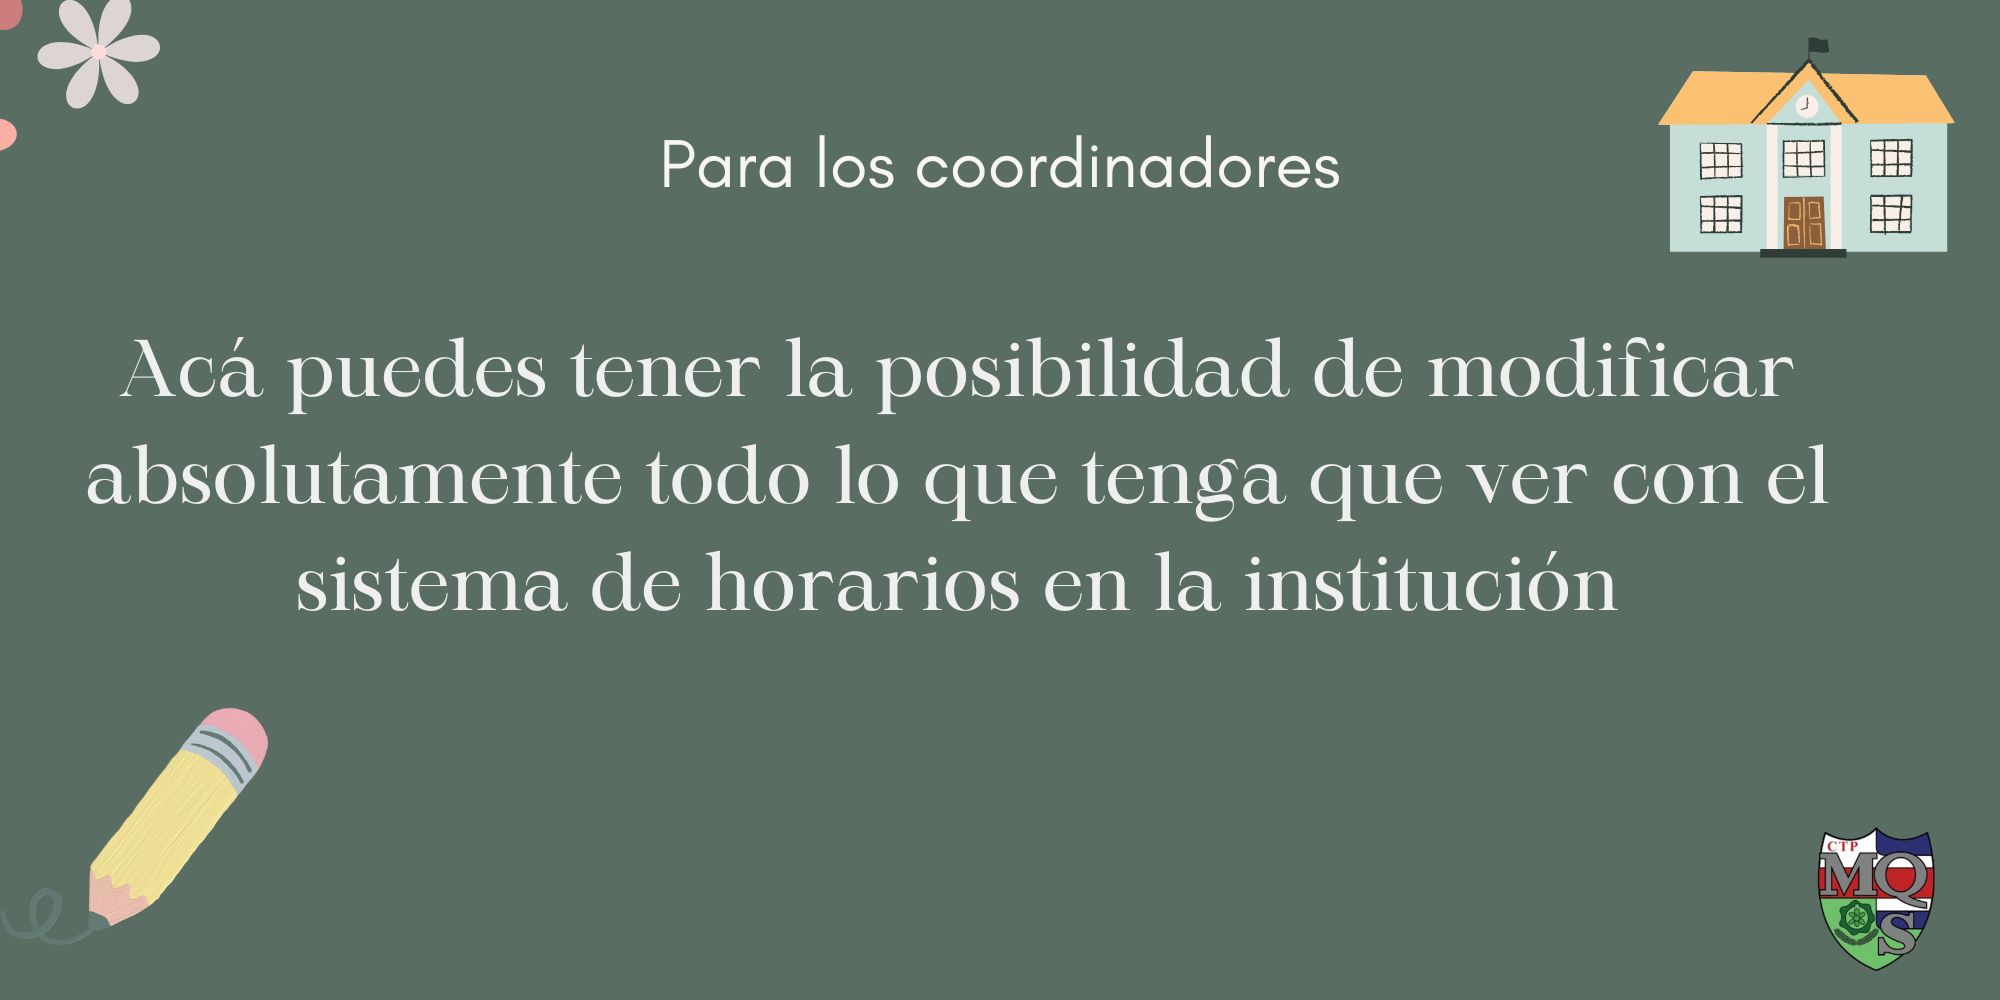 Para los coordinadores
Acá puedes tener la posibilidad de modificar
absolutamente todo lo que tenga que ver con el
sistema de horarios en la institución
CTP
MQ
S